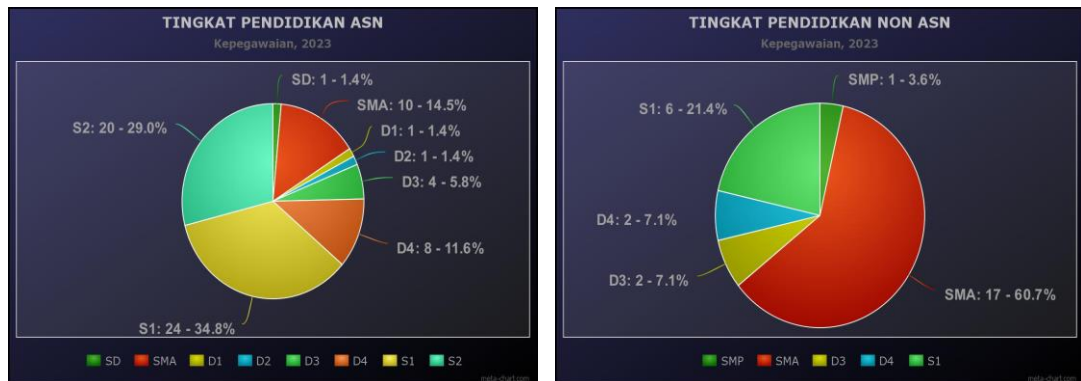 TINGKAT PENDIDIKAN ASN
Kepegawaian, 2023
SD: 1 - 1.4%
SMA: 10 - 14.5%
D1: 1 - 1.4%
D2: 1 - 1.4%
D3: 4 - 5.8%
D4: 8 - 11.6%
S1: 24 - 34.8%
S2: 20 - 29.0%
SD SMA D1 D2 D3 D4 S1 S2
meta-chart.com
TINGKAT PENDIDIKAN NON ASN
Kepegawaian, 2023
SMP: 1 - 3.6%
S1: 6 - 21.4%
D4: 2 - 7.1%
D3: 2 - 7.1%
SMA: 17 - 60.7%
SMP SMA D3 D4 S1
meta-chart.com